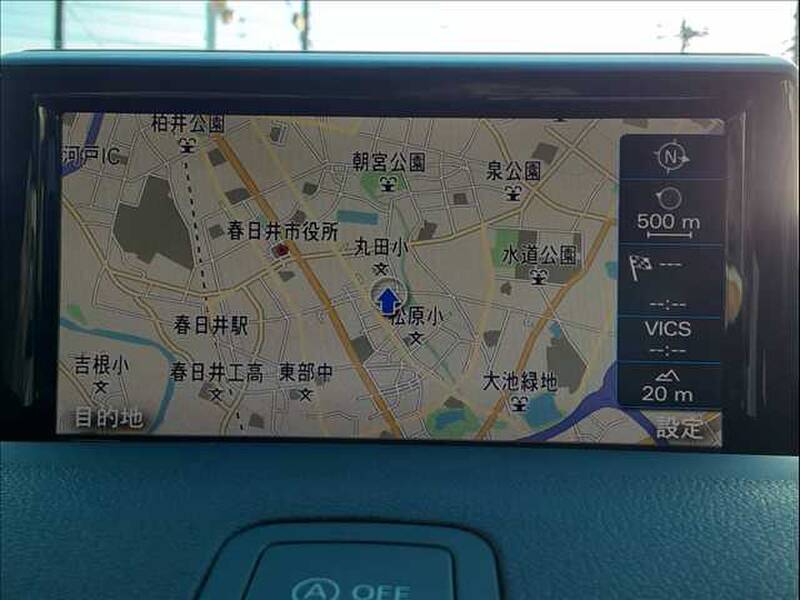 柏井公園
河戸IC
朝宮公園
泉公園
N
500 m
春日井市役所
丸田小
水道公園
---
--:--
松原小
春日井駅
VICS
--:--
吉根小
春日井工高
東部中
大池緑地
20 m
目的地
設定
A OFF